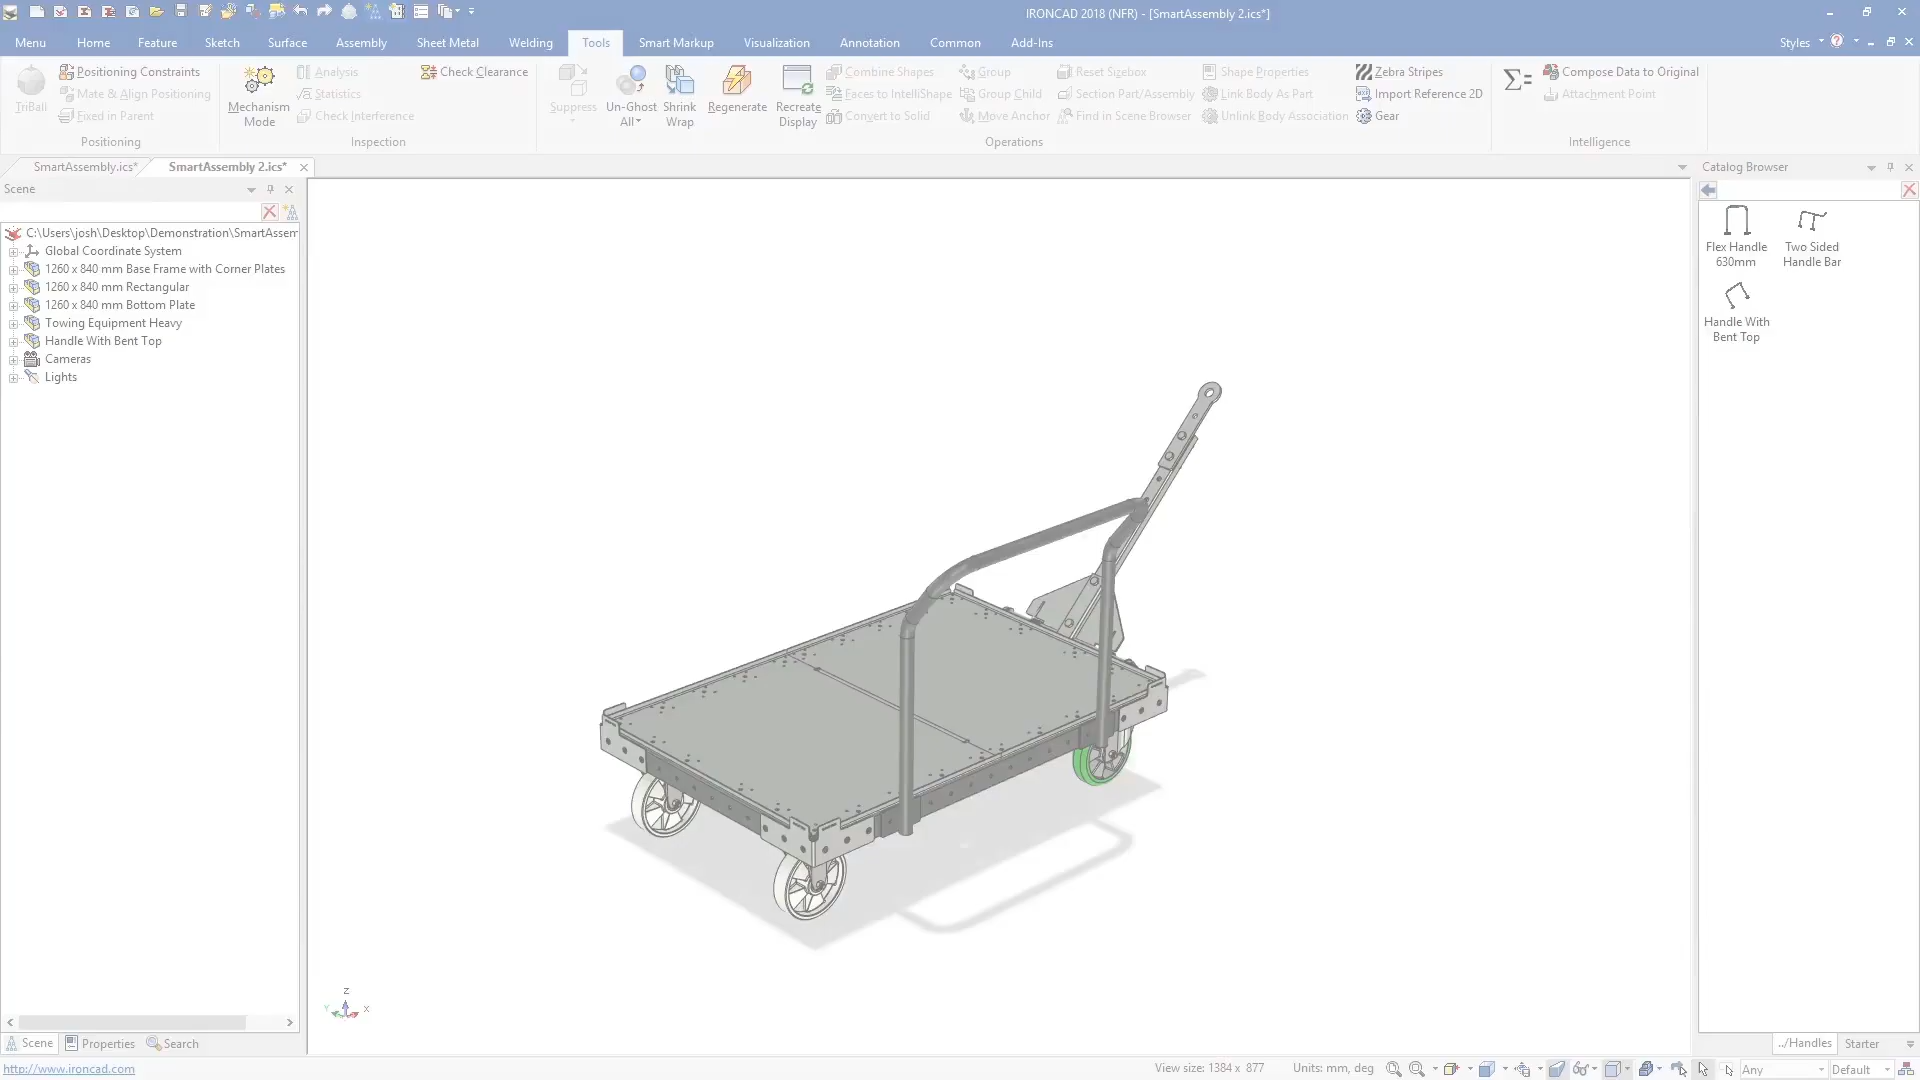 IRONCAD 2018 (NFR) - [SmartAssembly 2.ics*]
Menu Home Feature Sketch Surface Assembly Sheet Metal Welding Tools Smart Markup Visualization Annotation Common Add-Ins Styles
TriBall
Positioning Constraints
Mate & Align Positioning
Fixed in Parent
Positioning
Mechanism
Mode
Analysis
Statistics
Check Interference
Check Clearance
Inspection
Suppress
Un-Ghost
All
Shrink
Wrap
Regenerate
Recreate
Display
Combine Shapes
Faces to IntelliShape
Convert to Solid
Group
Group Child
Move Anchor
Reset Sizebox
Section Part/Assembly
Find in Scene Browser
Shape Properties
Link Body As Part
Unlink Body Association
Zebra Stripes
Import Reference 2D
Gear
Operations
Compose Data to Original
Attachment Point
Intelligence
SmartAssembly.ics* SmartAssembly 2.ics*
Scene
C:\Users\josh\Desktop\Demonstration\SmartAssem
Global Coordinate System
1260 x 840 mm Base Frame with Corner Plates
1260 x 840 mm Rectangular
1260 x 840 mm Bottom Plate
Towing Equipment Heavy
Handle With Bent Top
Cameras
Lights
Catalog Browser
Flex Handle
630mm
Two Sided
Handle Bar
Handle With
Bent Top
Z
Y
X
Scene Properties Search
../Handles Starter
http://www.ironcad.com
View size: 1384 x 877 Units: mm, deg Any Default